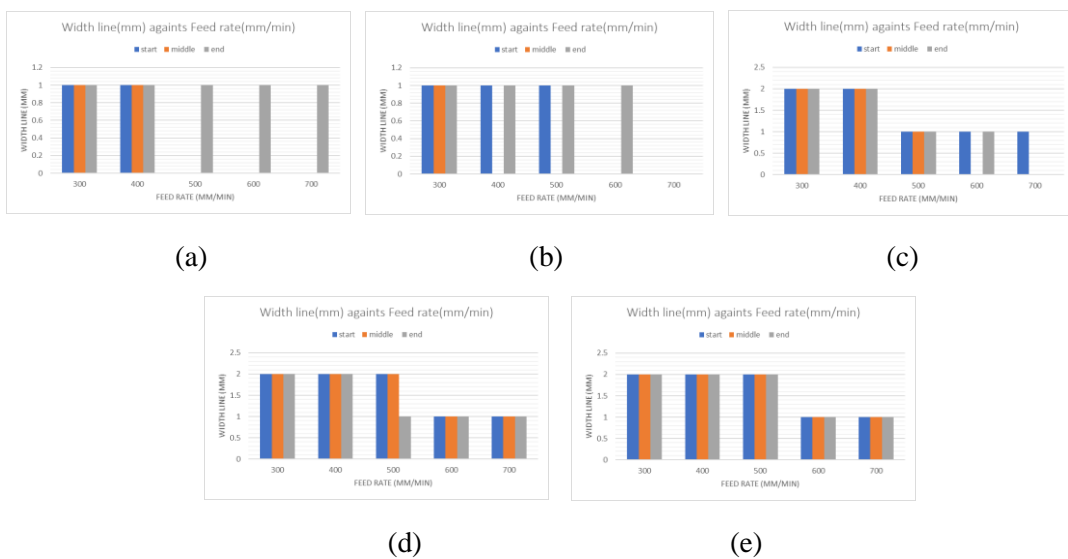 Width line(mm) againts Feed rate(mm/min)
start middle end
WIDTH LINE (MM)
1.2
1
0.8
0.6
0.4
0.2
0
300 400 500 600 700
FEED RATE (MM/MIN)
(a)
Width line(mm) againts Feed rate(mm/min)
start middle end
WIDTH LINE (MM)
1.2
1
0.8
0.6
0.4
0.2
0
300 400 500 600 700
FEED RATE (MM/MIN)
(b)
Width line(mm) againts Feed rate(mm/min)
start middle end
WIDTH LINE (MM)
2.5
2
1.5
1
0.5
0
300 400 500 600 700
FEED RATE (MM/MIN)
(c)
Width line(mm) againts Feed rate(mm/min)
start middle end
WIDTH LINE (MM)
2.5
2
1.5
1
0.5
0
300 400 500 600 700
FEED RATE (MM/MIN)
(d)
Width line(mm) againts Feed rate(mm/min)
start middle end
WIDTH LINE (MM)
2.5
2
1.5
1
0.5
0
300 400 500 600 700
FEED RATE (MM/MIN)
(e)